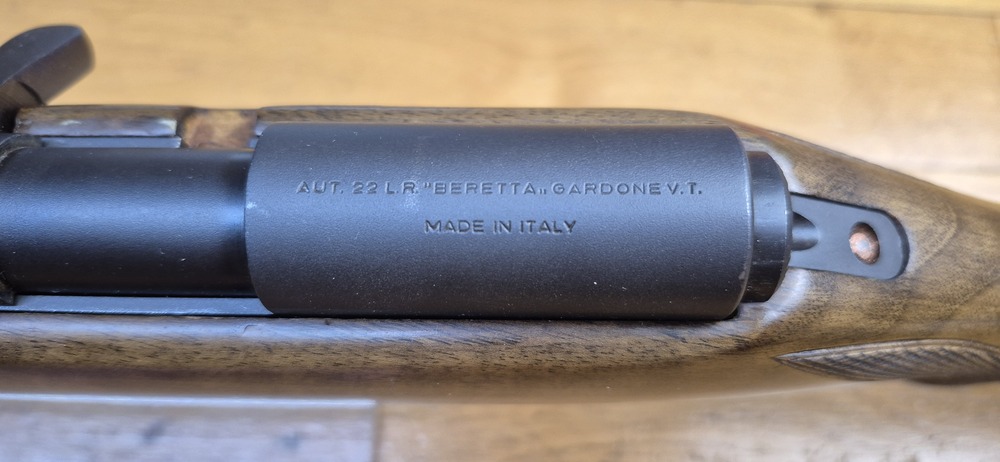 AUT. 22 L.R. "BERETTA„ GARDONE V.T.
MADE IN ITALY